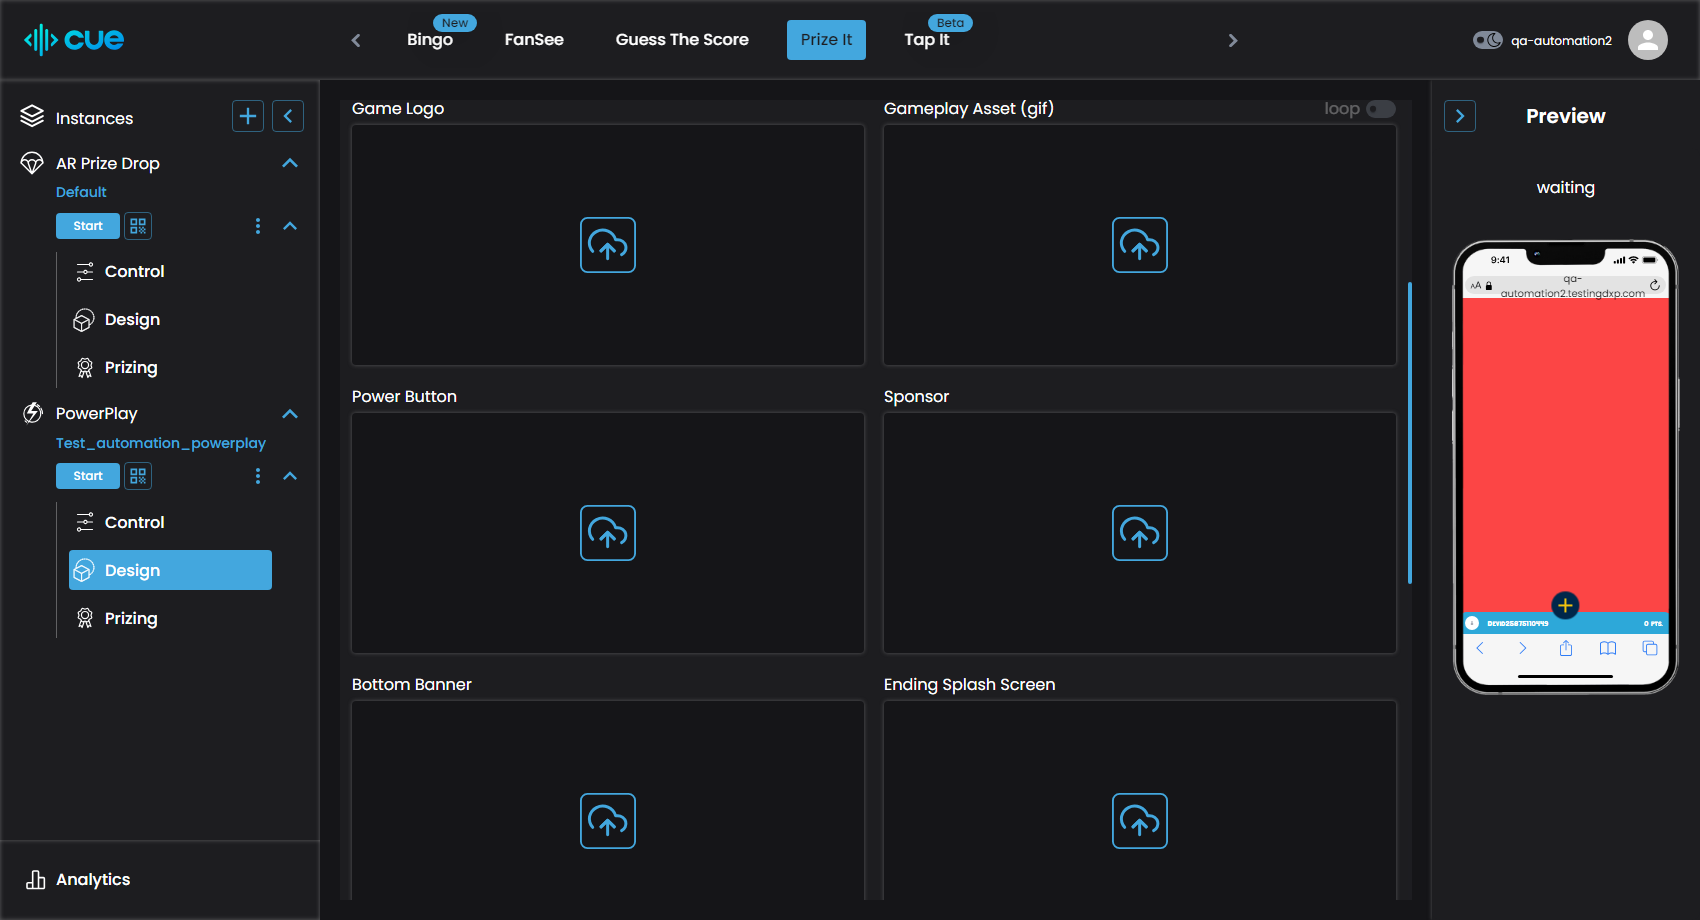 cue
Bingo
New
FanSee
Guess The Score
Prize It
Tap It
Beta
qa-automation2
Instances
AR Prize Drop
Default
Start
Control
Design
Prizing
PowerPlay
Test_automation_powerplay
Start
Control
Design
Prizing
Analytics
Game Logo
Gameplay Asset (gif)
loop
Power Button
Sponsor
Bottom Banner
Ending Splash Screen
Preview
waiting
9:41
AA
qa-
automation2.testingdxp.com
0 PTS.